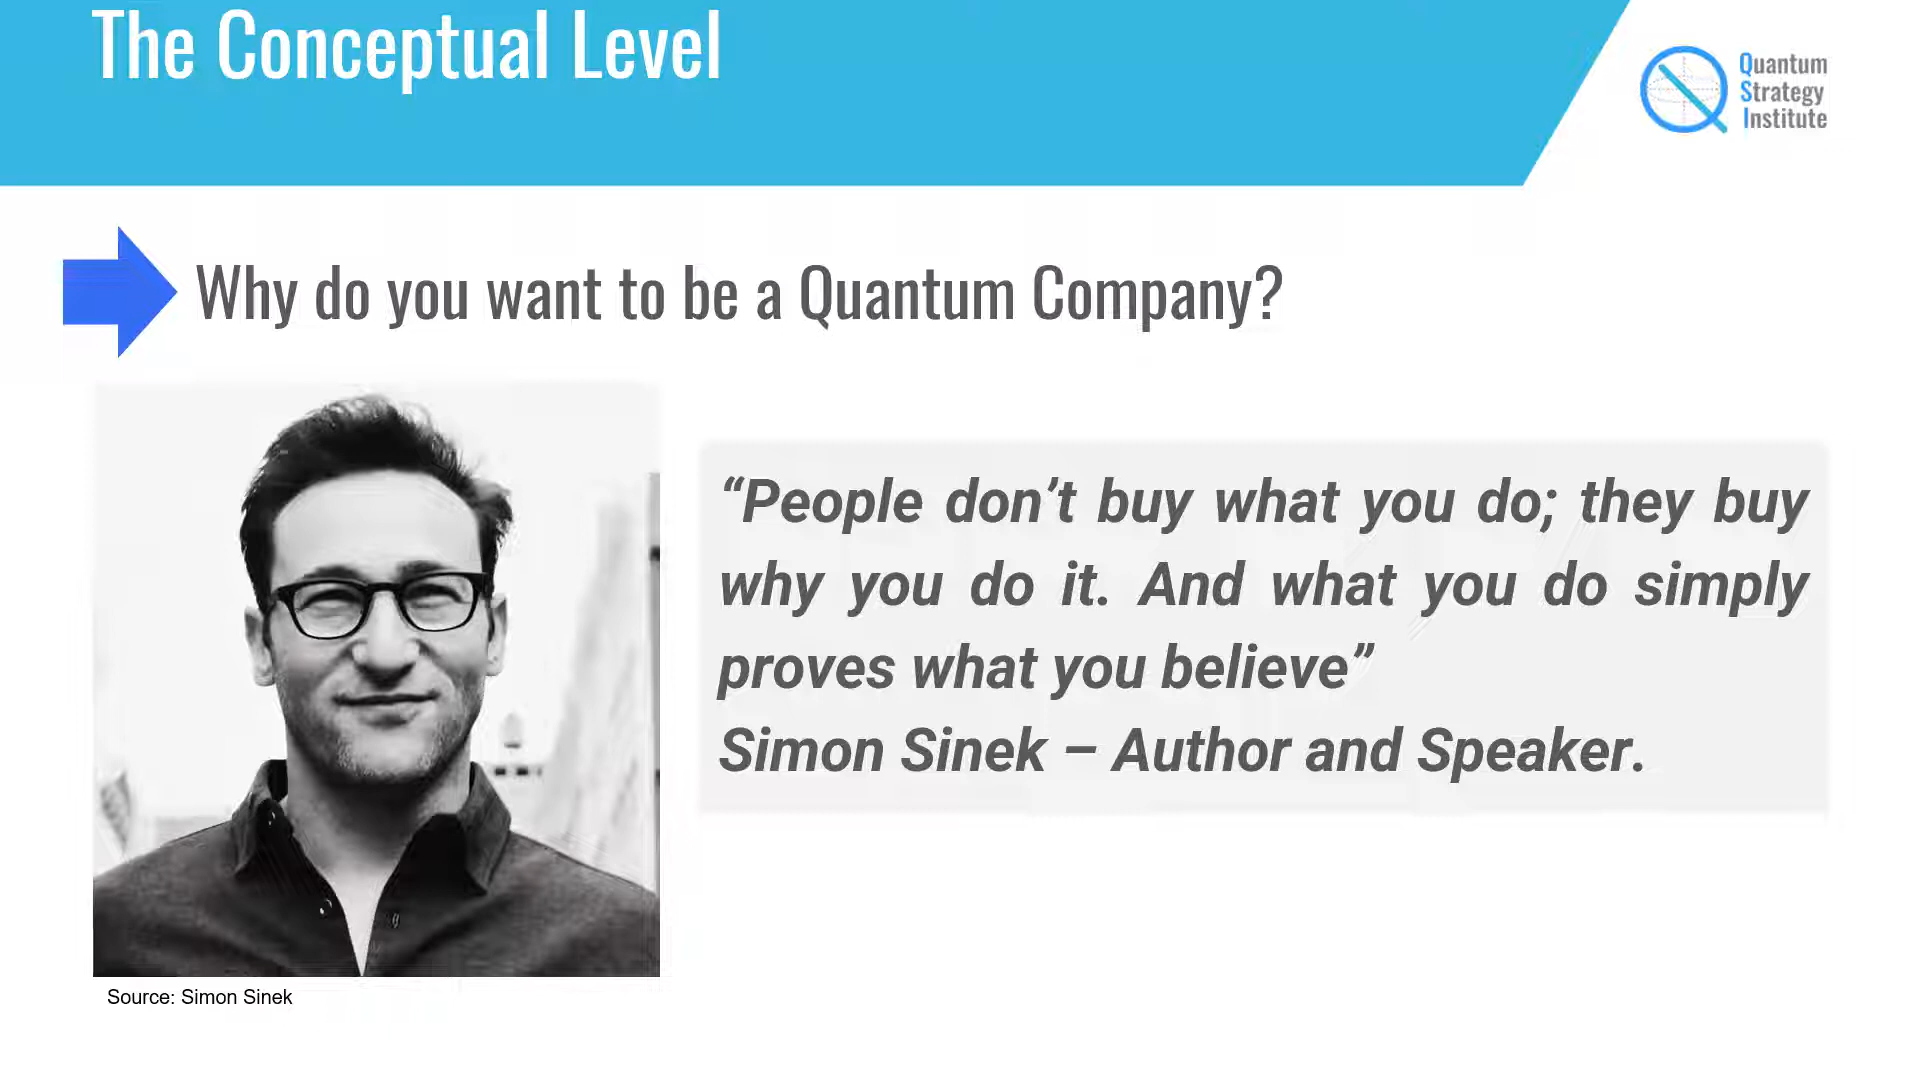 The Conceptual Level
Quantum
Strategy
Institute
Why do you want to be a Quantum Company?
“People don’t buy what you do; they buy
why you do it. And what you do simply
proves what you believe”
Simon Sinek – Author and Speaker.
Source: Simon Sinek